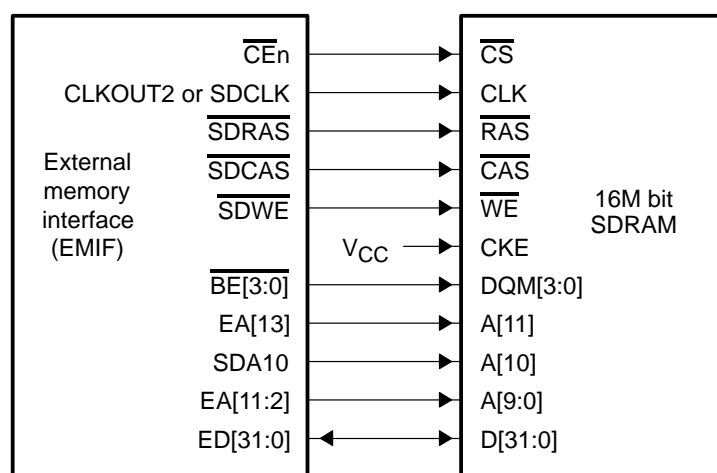 CEn
CS
CLKOUT2 or SDCLK
CLK
SDRAS
RAS
SDCAS
CAS
SDWE
WE
External
memory
interface
(EMIF)
16M bit
SDRAM
VCC
CKE
BE[3:0]
DQM[3:0]
EA[13]
A[11]
SDA10
A[10]
EA[11:2]
A[9:0]
ED[31:0]
D[31:0]